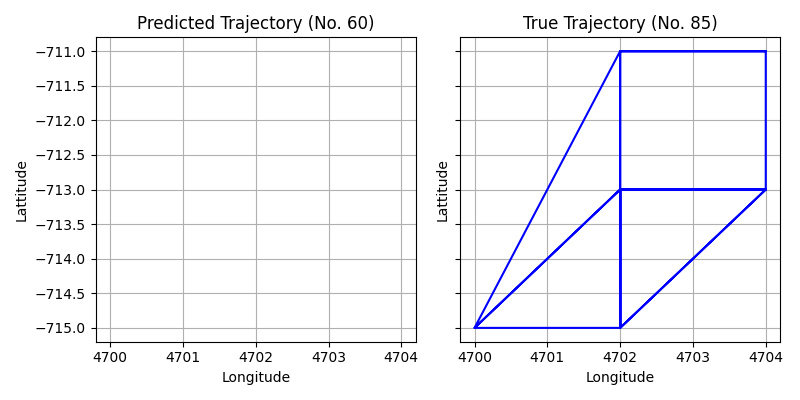 Predicted Trajectory (No. 60)
True Trajectory (No. 85)
−711.0
−711.5
−712.0
−712.5
−713.0
−713.5
−714.0
−714.5
−715.0
Lattitude
Lattitude
4700 4701 4702 4703 4704
4700 4701 4702 4703 4704
Longitude
Longitude